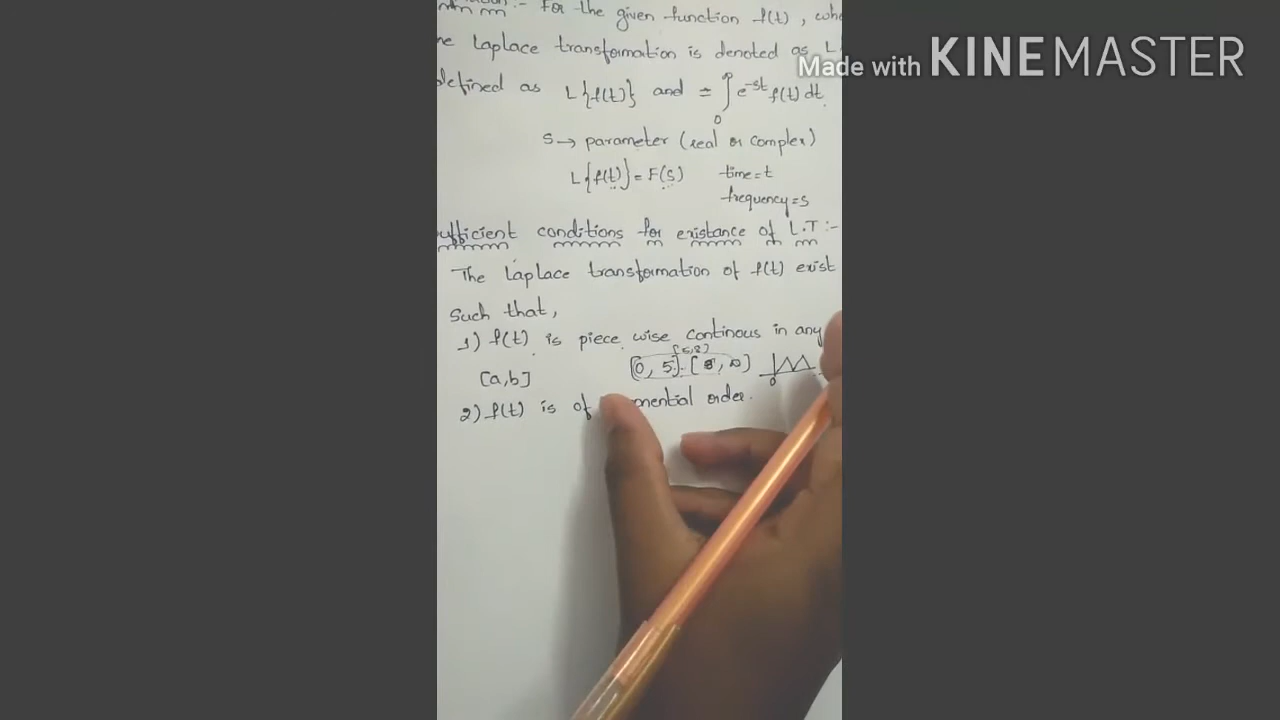 :- For the given function f(t),
Laplace transformation is denoted as L
defined as L{f(t)} and = ∫₀^∞ e^-st f(t) dt.
s → parameter (real or complex)
L{f(t)} = F(s) time = t
frequency = s
ufficient conditions for existance of L.T :-
The Laplace transformation of f(t) exist
Such that,
1) f(t) is piece wise continous in any
[a,b] [0, 5]. [8, ∞]
2) f(t) is of nential order.
Made with KINEMASTER